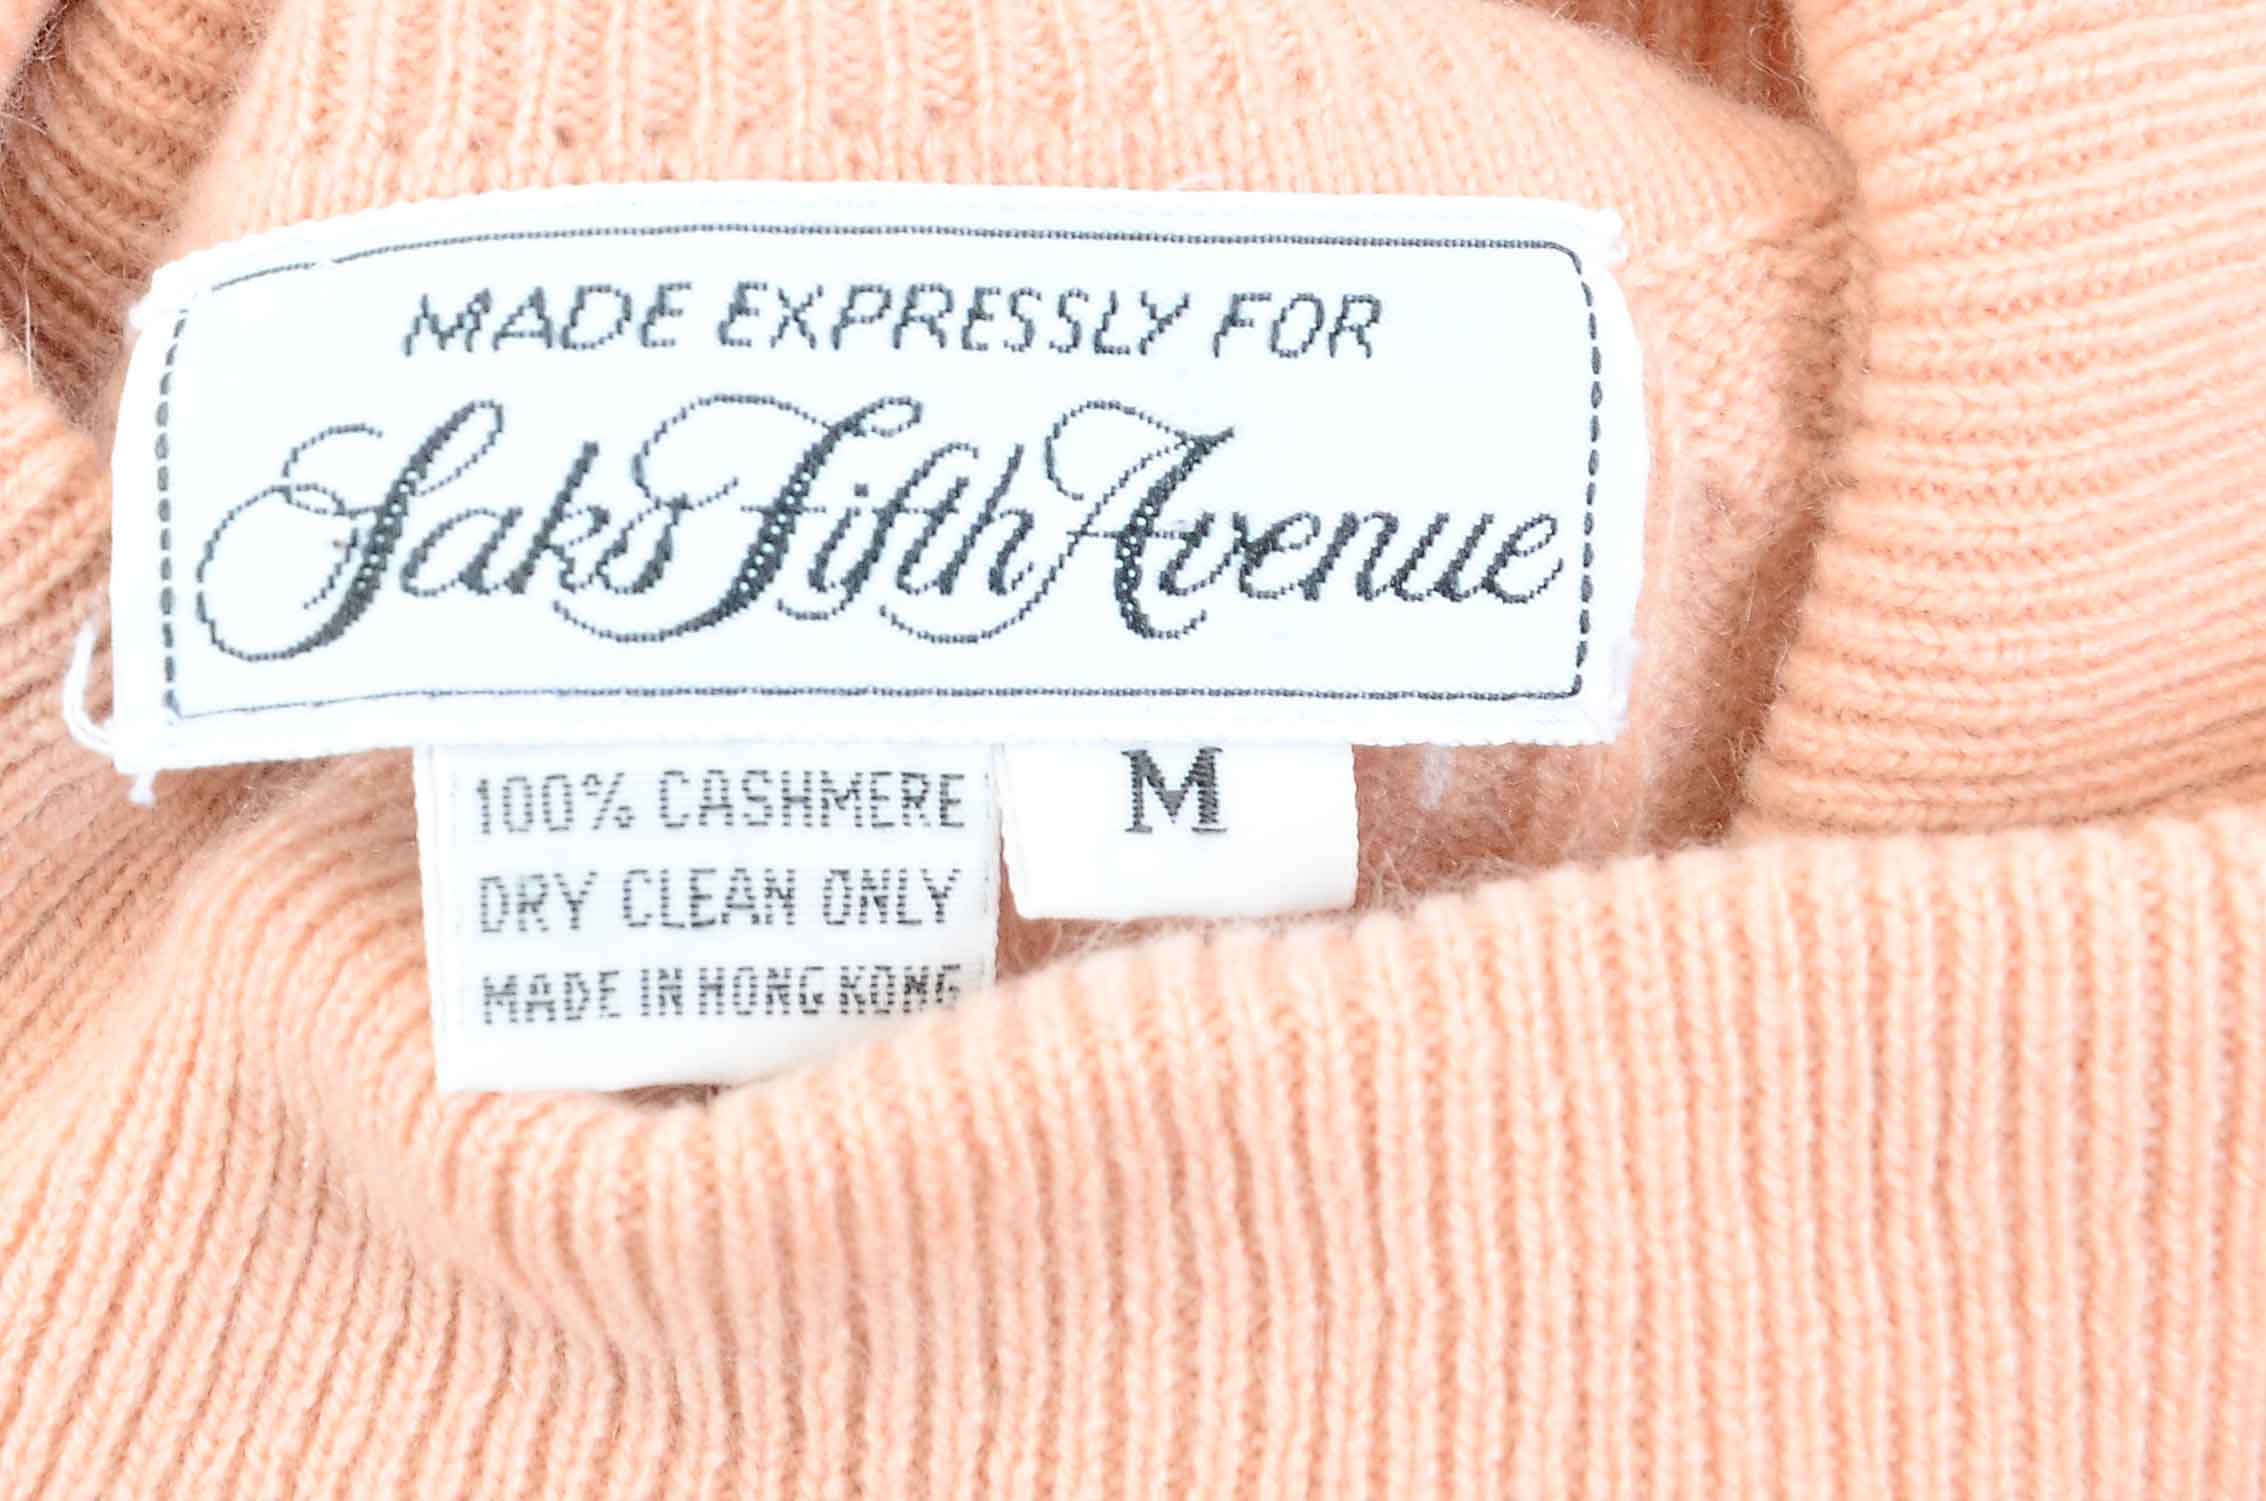 MADE EXPRESSLY FOR
Saks Fifth Avenue
100% CASHMERE
M
DRY CLEAN ONLY
MADE IN HONG KONG